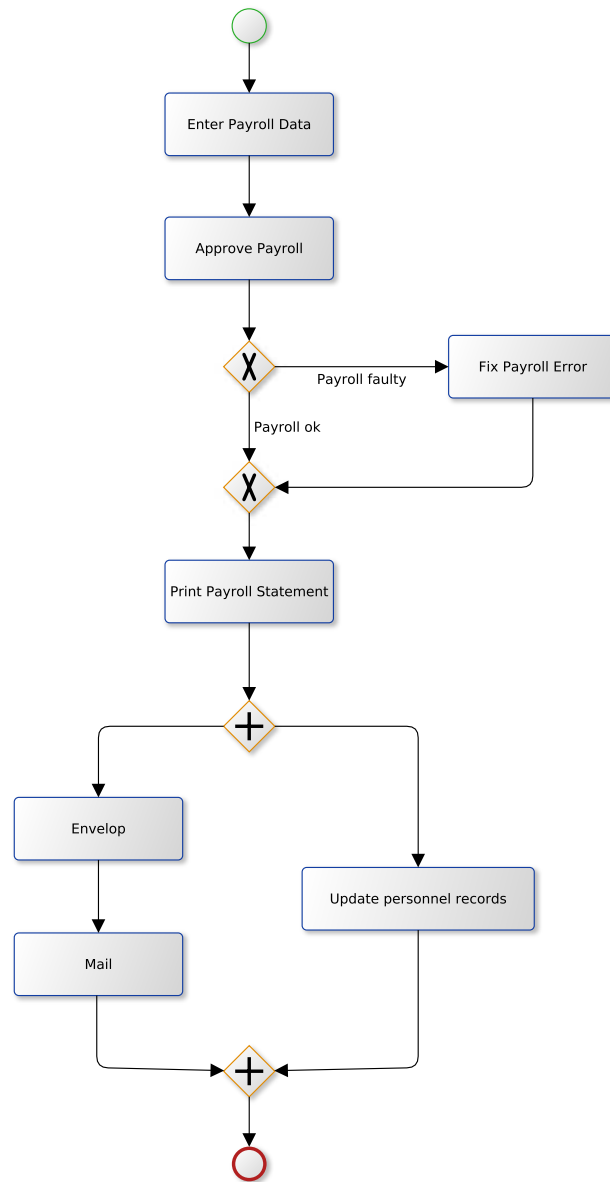 Enter Payroll Data
Approve Payroll
Fix Payroll Error
Payroll faulty
Payroll ok
Print Payroll Statement
Envelop
Update personnel records
Mail